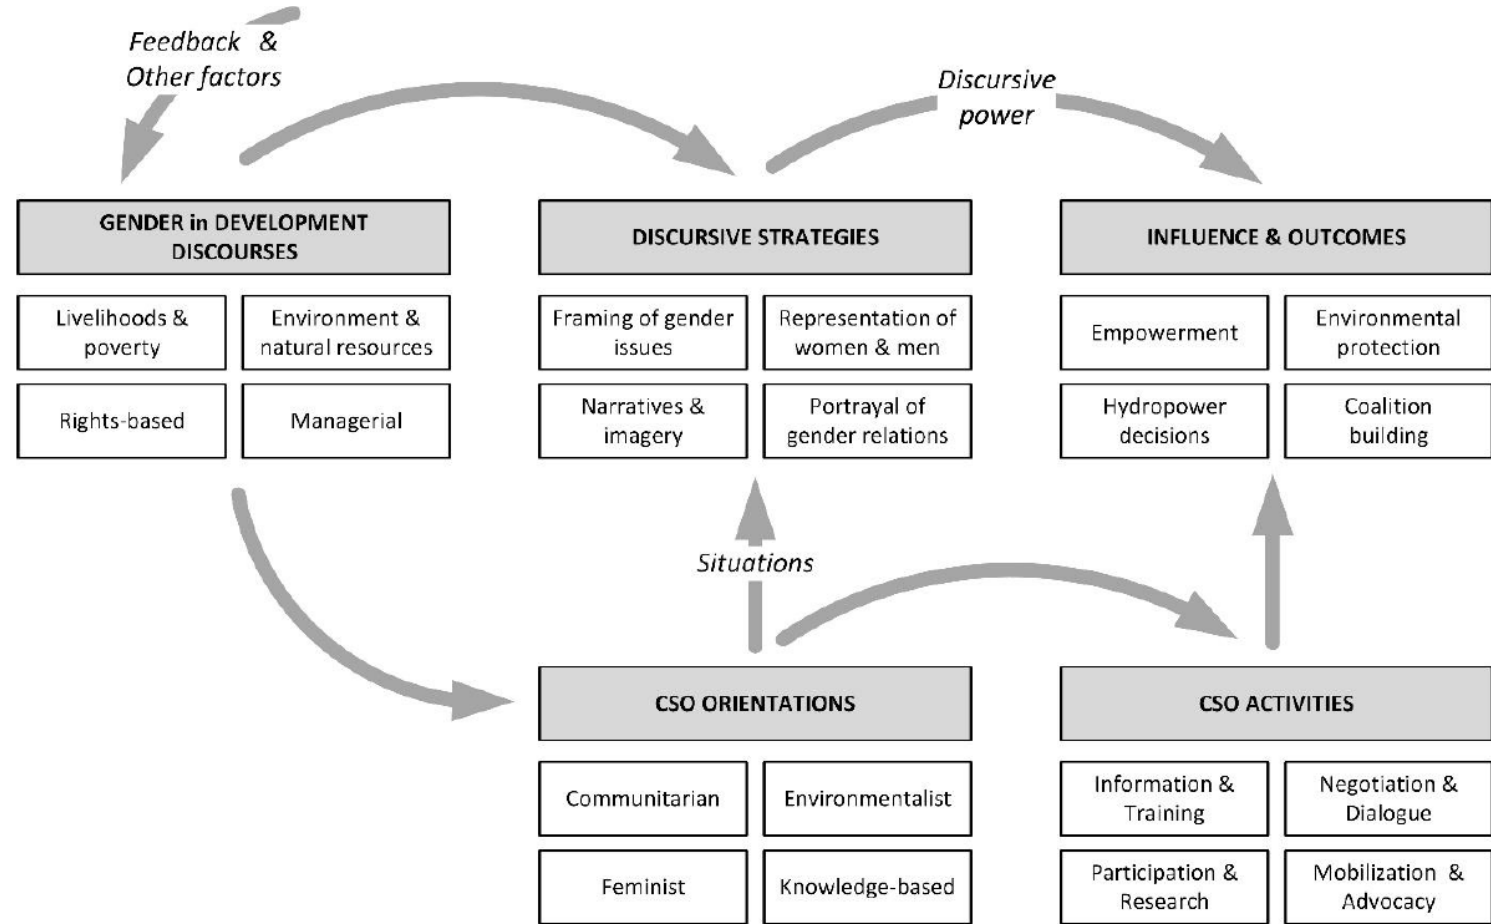 Feedback &
Other factors
Discursive
power
GENDER in DEVELOPMENT
DISCOURSES
Livelihoods &
poverty
Environment &
natural resources
Rights-based
Managerial
DISCURSIVE STRATEGIES
Framing of gender
issues
Representation of
women & men
Narratives &
imagery
Portrayal of
gender relations
INFLUENCE & OUTCOMES
Empowerment
Environmental
protection
Hydropower
decisions
Coalition
building
Situations
CSO ORIENTATIONS
Communitarian
Environmentalist
Feminist
Knowledge-based
CSO ACTIVITIES
Information &
Training
Negotiation &
Dialogue
Participation &
Research
Mobilization &
Advocacy